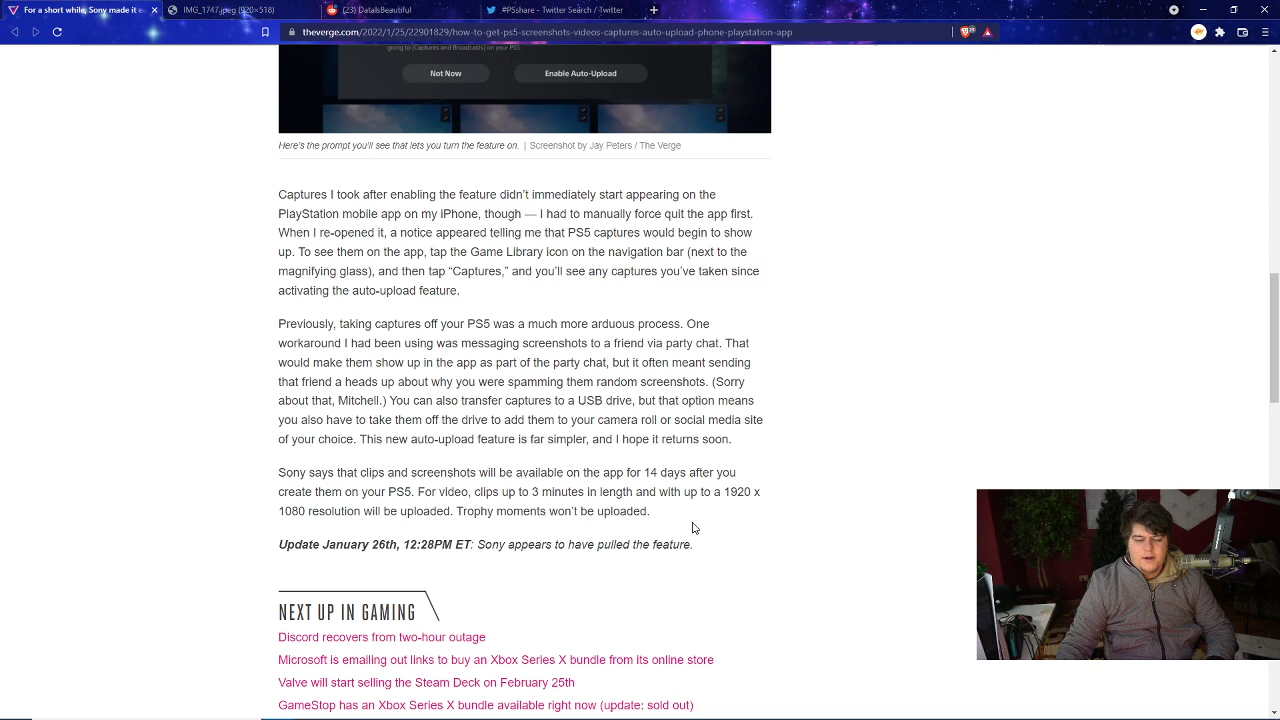 For a short while, Sony made it e
IMG_1747.jpeg (920×518)
(23) DataIsBeautiful
#PSshare - Twitter Search / Twitter
theverge.com/2022/1/25/22901829/how-to-get-ps5-screenshots-videos-captures-auto-upload-phone-playstation-app
going to [Captures and Broadcasts] on your PS5.
Not Now
Enable Auto-Upload
Here's the prompt you'll see that lets you turn the feature on. | Screenshot by Jay Peters / The Verge
Captures I took after enabling the feature didn’t immediately start appearing on the
PlayStation mobile app on my iPhone, though — I had to manually force quit the app first.
When I re-opened it, a notice appeared telling me that PS5 captures would begin to show
up. To see them on the app, tap the Game Library icon on the navigation bar (next to the
magnifying glass), and then tap “Captures,” and you’ll see any captures you’ve taken since
activating the auto-upload feature.
Previously, taking captures off your PS5 was a much more arduous process. One
workaround I had been using was messaging screenshots to a friend via party chat. That
would make them show up in the app as part of the party chat, but it often meant sending
that friend a heads up about why you were spamming them random screenshots. (Sorry
about that, Mitchell.) You can also transfer captures to a USB drive, but that option means
you also have to take them off the drive to add them to your camera roll or social media site
of your choice. This new auto-upload feature is far simpler, and I hope it returns soon.
Sony says that clips and screenshots will be available on the app for 14 days after you
create them on your PS5. For video, clips up to 3 minutes in length and with up to a 1920 x
1080 resolution will be uploaded. Trophy moments won’t be uploaded.
Update January 26th, 12:28PM ET: Sony appears to have pulled the feature.
NEXT UP IN GAMING
Discord recovers from two-hour outage
Microsoft is emailing out links to buy an Xbox Series X bundle from its online store
Valve will start selling the Steam Deck on February 25th
GameStop has an Xbox Series X bundle available right now (update: sold out)